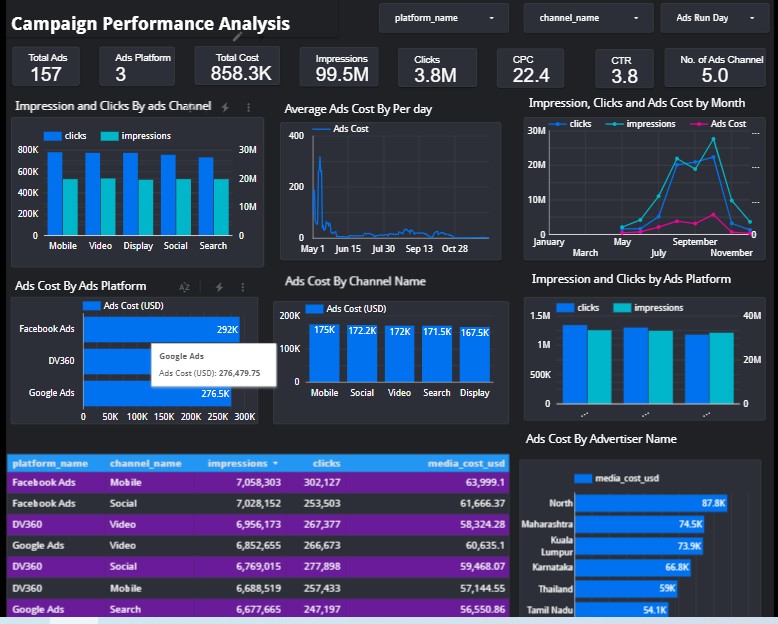 Campaign Performance Analysis
platform_name
channel_name
Ads Run Day
Total Ads
157
Ads Platform
3
Total Cost
858.3K
Impressions
99.5M
Clicks
3.8M
CPC
22.4
CTR
3.8
No. of Ads Channel
5.0
Impression and Clicks By ads Channel
clicks impressions
800K 30M
600K 20M
400K
200K 10M
0 0
Mobile Video Display Social Search
Average Ads Cost By Per day
Ads Cost
400
200
0
May 1 Jun 15 Jul 30 Sep 13 Oct 28
Impression, Clicks and Ads Cost by Month
clicks impressions Ads Cost
30M ...
20M
10M ...
0 0
January May September
March July November
Ads Cost By Ads Platform
Ads Cost (USD)
Facebook Ads 292K
DV360
Google Ads 276.5K
0 50K 100K 150K 200K 250K 300K
Google Ads
Ads Cost (USD): 276,479.75
Ads Cost By Channel Name
Ads Cost (USD)
200K
100K
0
175K 172.2K 172K 171.5K 167.5K
Mobile Social Video Search Display
Impression and Clicks by Ads Platform
clicks impressions
1.5M 40M
1M
20M
500K
0 0
... ... ...
platform_name channel_name impressions clicks media_cost_usd
Facebook Ads Mobile 7,058,303 302,127 63,999.1
Facebook Ads Social 7,028,152 253,503 61,666.37
DV360 Video 6,956,173 267,377 58,324.28
Google Ads Video 6,852,655 266,673 60,635.1
DV360 Social 6,769,015 277,898 59,468.07
DV360 Mobile 6,688,519 257,433 57,144.55
Google Ads Search 6,677,665 247,197 56,550.86
Ads Cost By Advertiser Name
media_cost_usd
North 87.8K
Maharashtra 74.5K
Kuala
Lumpur 73.9K
Karnataka 66.8K
Thailand 59K
Tamil Nadu 54.1K